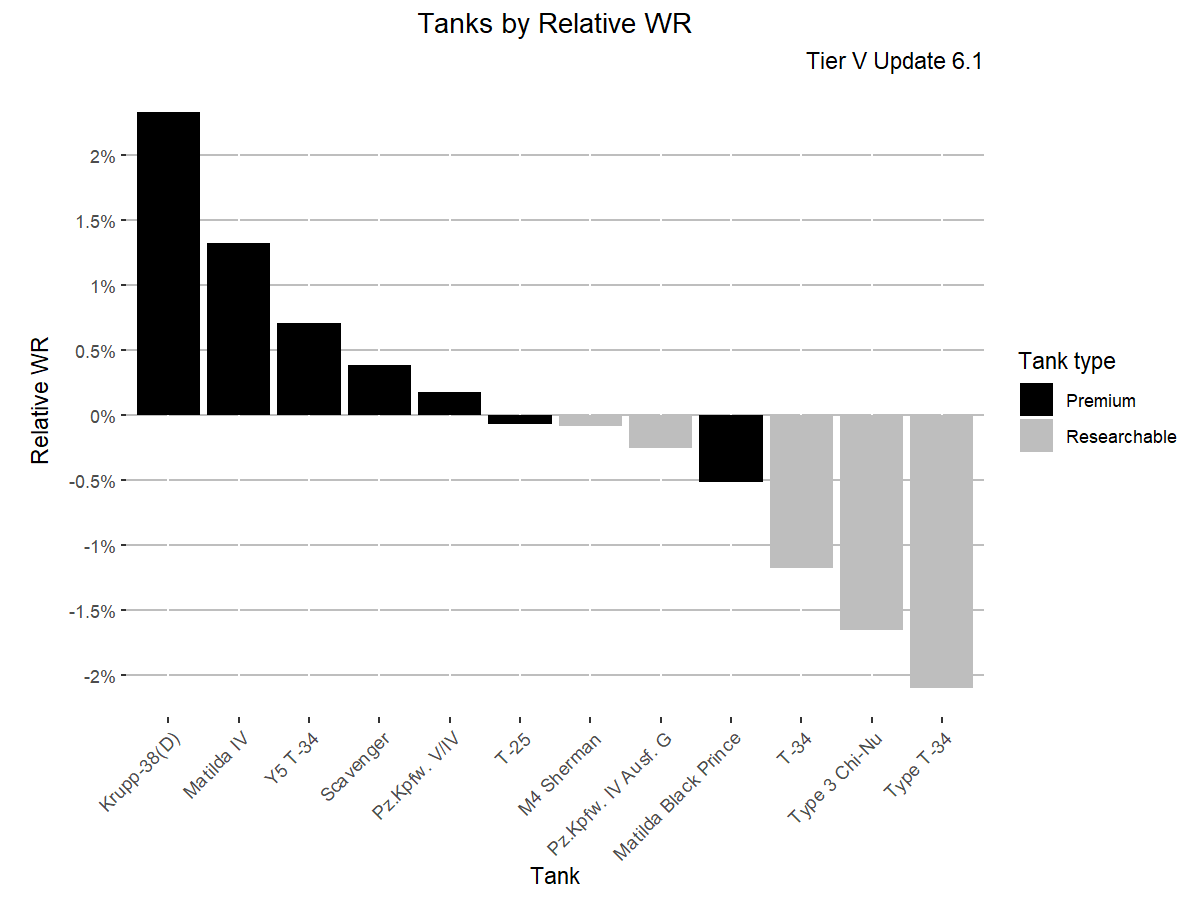 Tanks by Relative WR
Tier V Update 6.1
Relative WR
2%
1.5%
1%
0.5%
0%
-0.5%
-1%
-1.5%
-2%
Krupp-38(D)
Matilda IV
Y5 T-34
Scavenger
Pz.Kpfw. V/IV
T-25
M4 Sherman
Pz.Kpfw. IV Ausf. G
Matilda Black Prince
T-34
Type 3 Chi-Nu
Type T-34
Tank
Tank type
Premium
Researchable